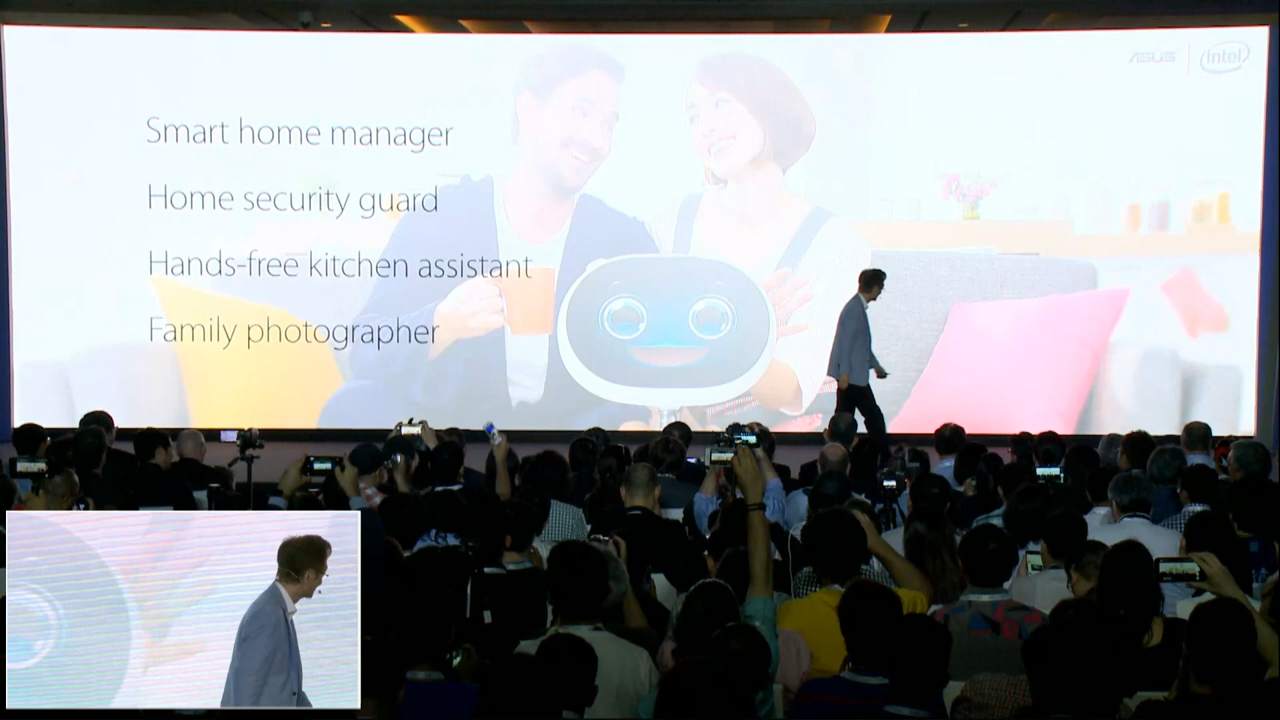 ASUS
intel
Smart home manager
Home security guard
Hands-free kitchen assistant
Family photographer